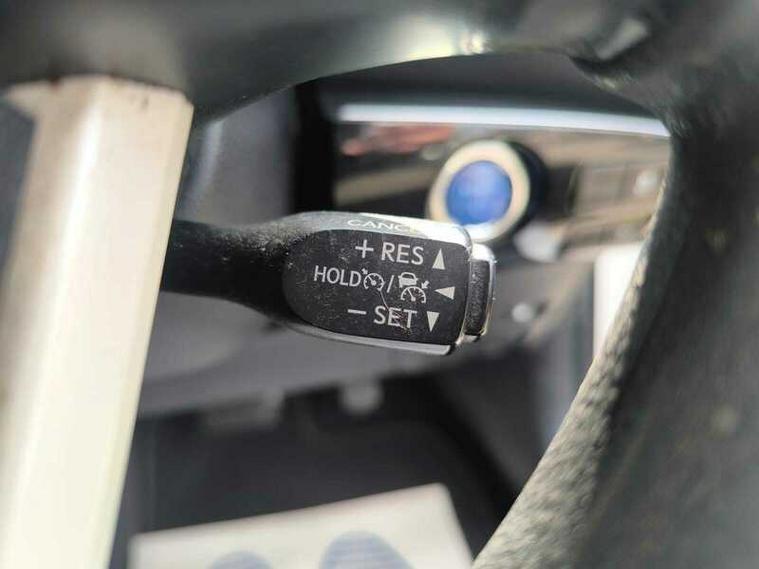 CANCEL
+ RES
HOLD /
- SET